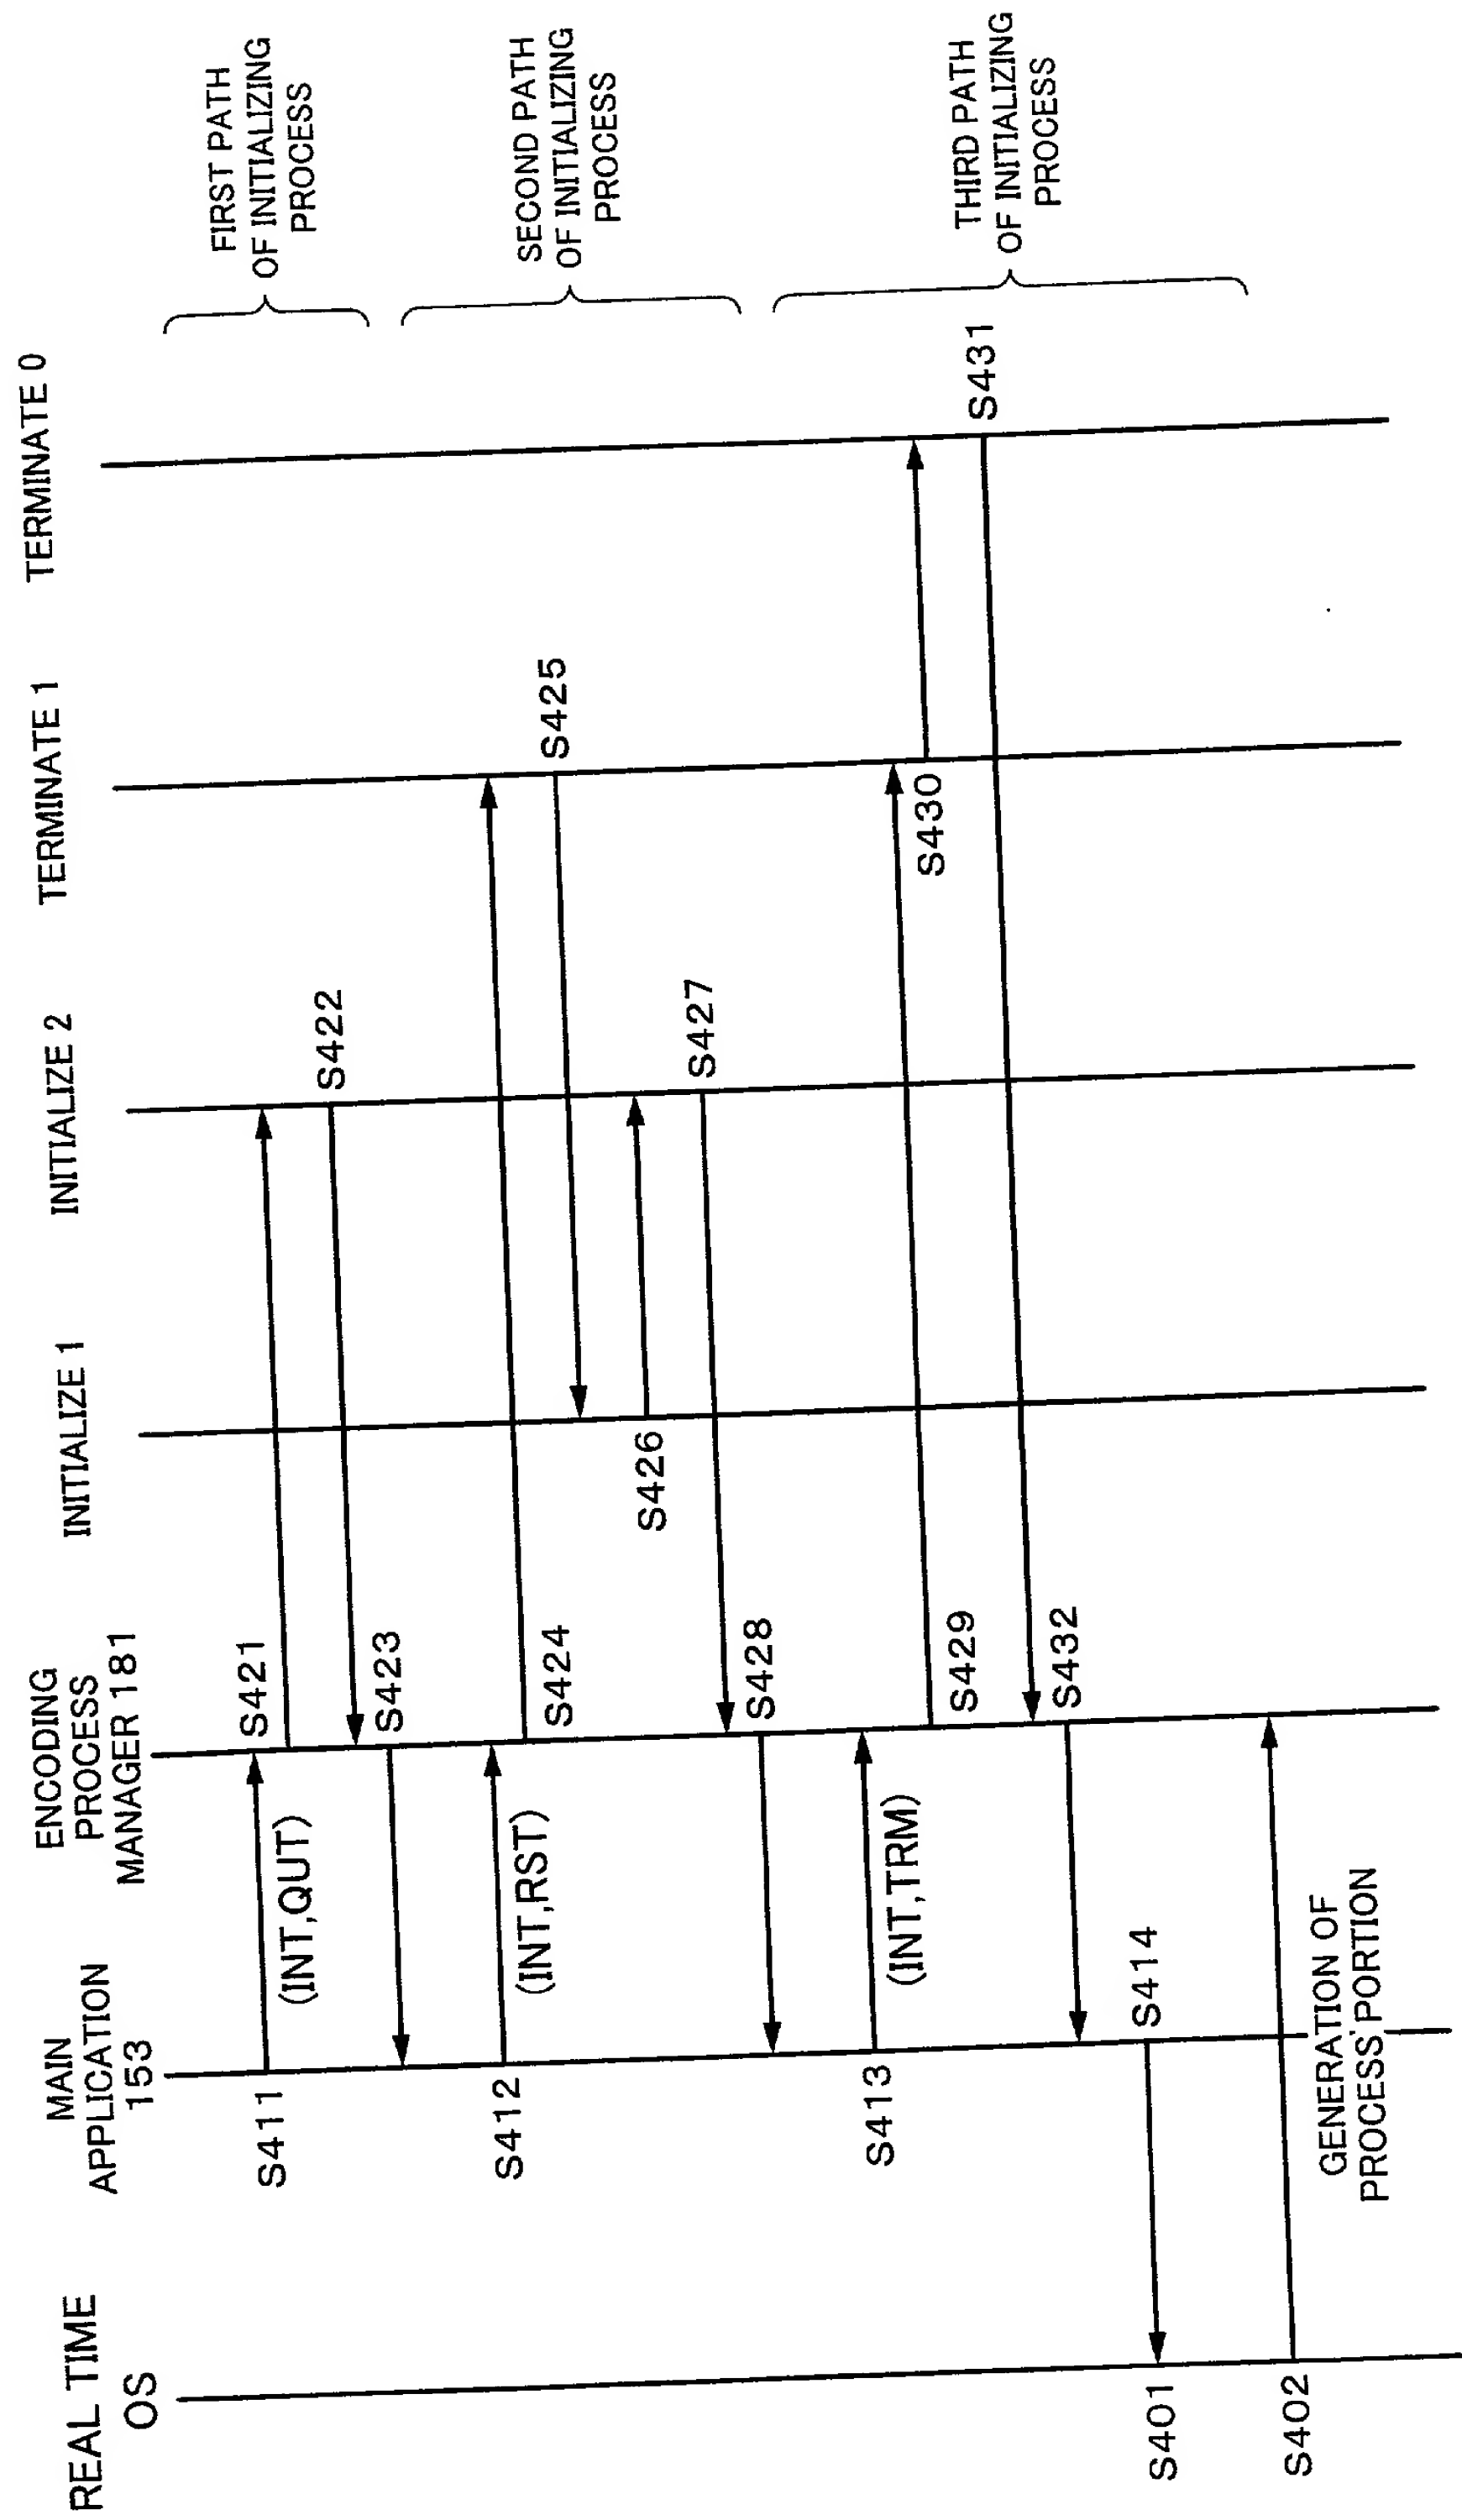 REAL TIME
OS
MAIN
APPLICATION
153
ENCODING
PROCESS
MANAGER 181
INITIALIZE 1
INITIALIZE 2
TERMINATE 1
TERMINATE 0
S411
(INT,QUT)
S421
S422
FIRST PATH
OF INITIALIZING
PROCESS
S423
S412
(INT,RST)
S424
S425
SECOND PATH
OF INITIALIZING
PROCESS
S426
S427
S428
S413
(INT,TRM)
S429
S430
S431
THIRD PATH
OF INITIALIZING
PROCESS
S432
S401
S414
S402
GENERATION OF
PROCESS PORTION